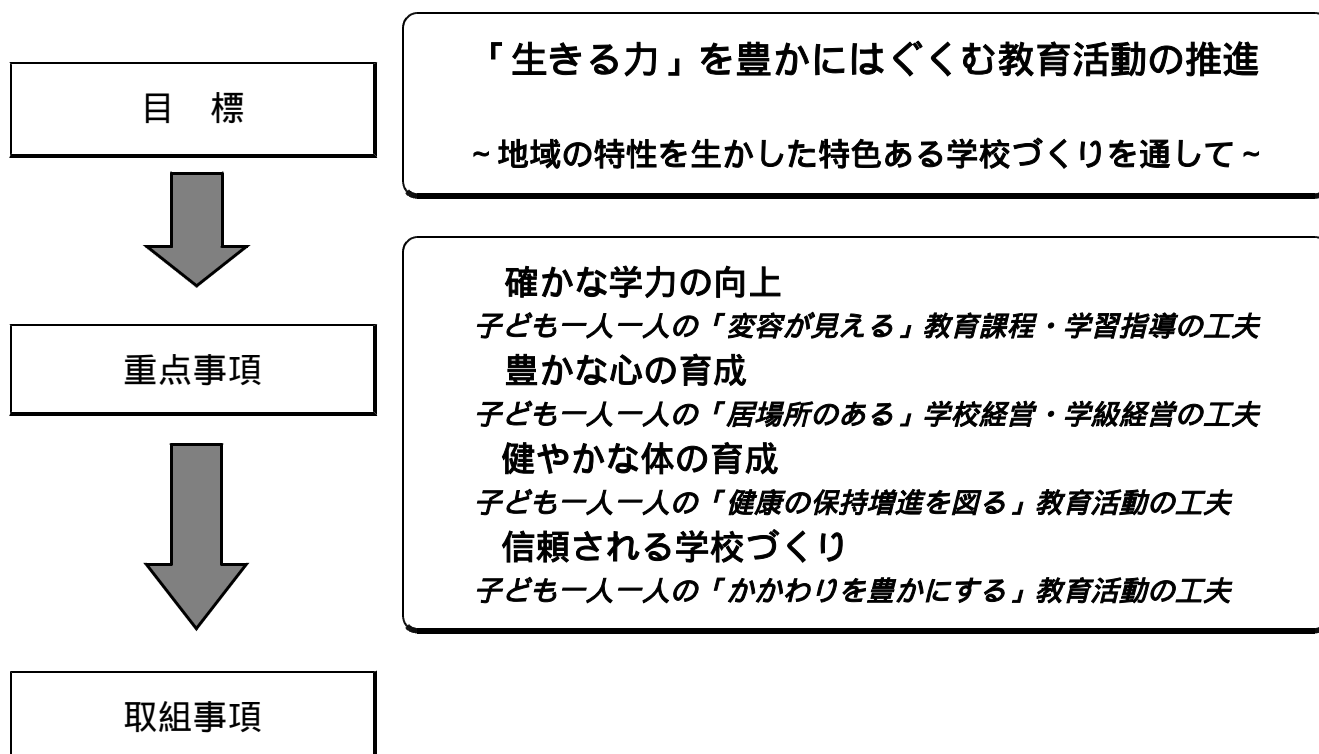 目　標
「生きる力」を豊かにはぐくむ教育活動の推進
~地域の特性を生かした特色ある学校づくりを通して~
重点事項
確かな学力の向上
子ども一人一人の「変容が見える」教育課程・学習指導の工夫
豊かな心の育成
子ども一人一人の「居場所のある」学校経営・学級経営の工夫
健やかな体の育成
子ども一人一人の「健康の保持増進を図る」教育活動の工夫
信頼される学校づくり
子ども一人一人の「かかわりを豊かにする」教育活動の工夫
取組事項